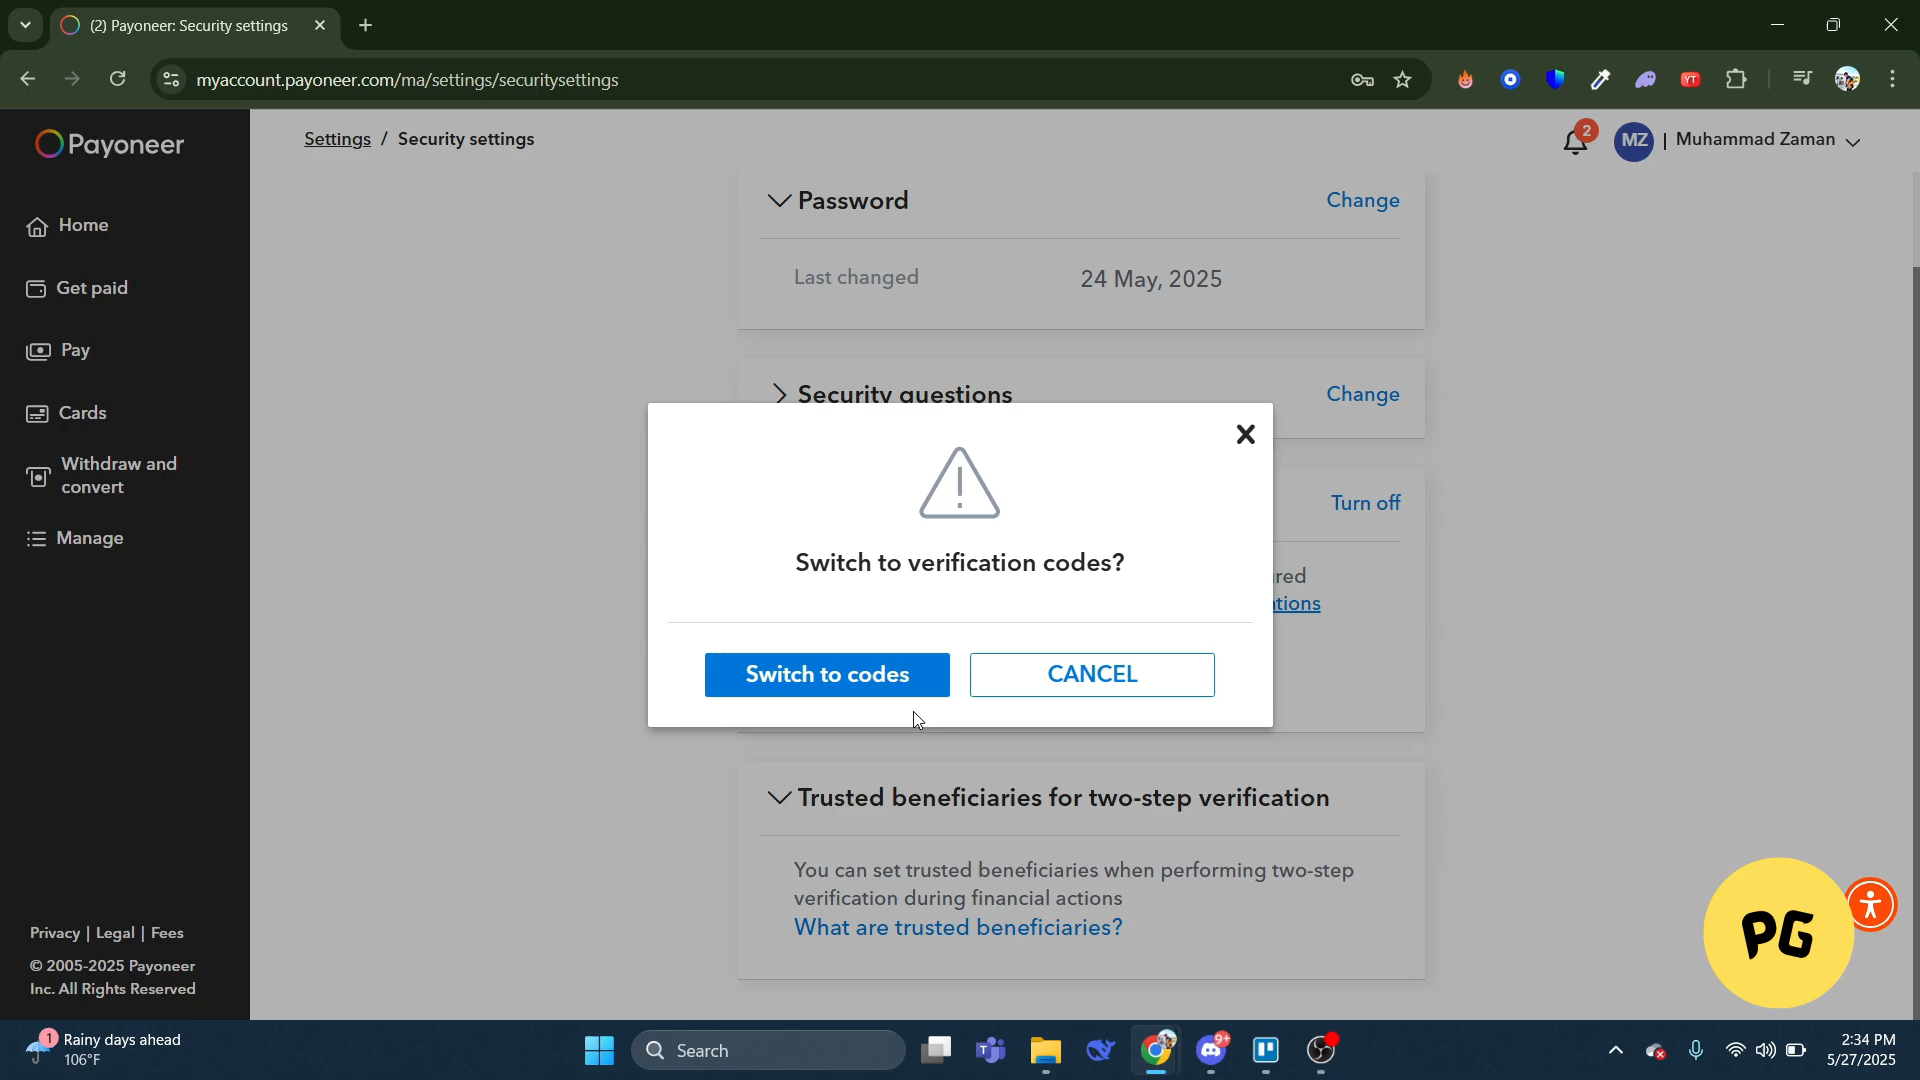 (2) Payoneer: Security settings
myaccount.payoneer.com/ma/settings/securitysettings
YT
Payoneer
Settings / Security settings
2
MZ | Muhammad Zaman
Home
Get paid
Pay
Cards
Withdraw and
convert
Manage
Password
Change
Last changed
24 May, 2025
Security questions
Change
Turn off
Switch to verification codes?
Switch to codes
CANCEL
Trusted beneficiaries for two-step verification
You can set trusted beneficiaries when performing two-step
verification during financial actions
What are trusted beneficiaries?
Privacy | Legal | Fees
© 2005-2025 Payoneer
Inc. All Rights Reserved
PG
1
Rainy days ahead
106°F
Search
9+
2:34 PM
5/27/2025